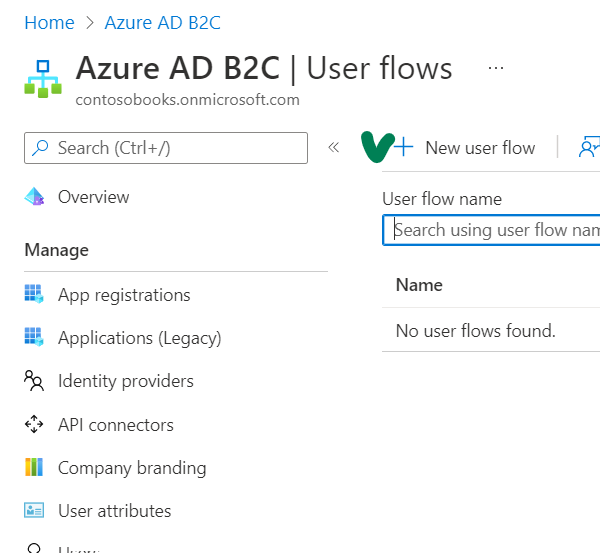 Home > Azure AD B2C
Azure AD B2C | User flows ...
contosobooks.onmicrosoft.com
Search (Ctrl+/) «
New user flow
Overview
User flow name
Search using user flow nam
Manage
Name
App registrations
No user flows found.
Applications (Legacy)
Identity providers
API connectors
Company branding
User attributes
Users